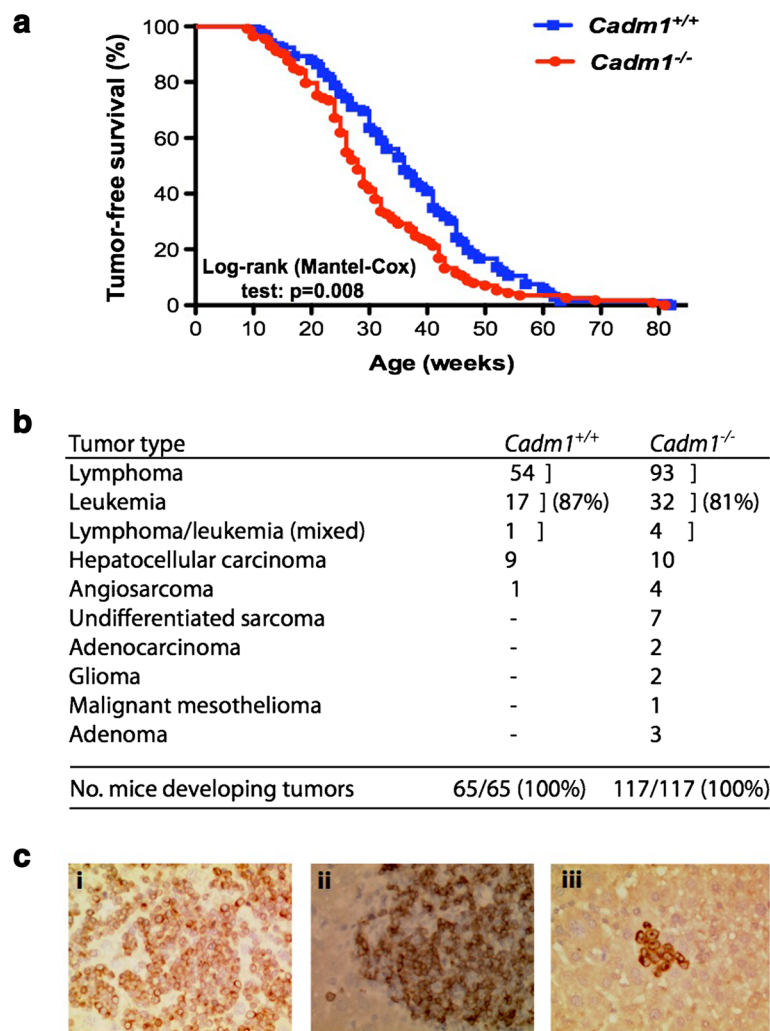 a
Cadm1+/+
Cadm1-/-
Tumor-free survival (%)
100
80
60
40
20
0
Log-rank (Mantel-Cox)
test: p=0.008
0 10 20 30 40 50 60 70 80
Age (weeks)
b
Tumor type Cadm1+/+ Cadm1-/-
Lymphoma 54 ] 93 ]
Leukemia 17 ] (87%) 32 ] (81%)
Lymphoma/leukemia (mixed) 1 ] 4 ]
Hepatocellular carcinoma 9 10
Angiosarcoma 1 4
Undifferentiated sarcoma - 7
Adenocarcinoma - 2
Glioma - 2
Malignant mesothelioma - 1
Adenoma - 3
No. mice developing tumors 65/65 (100%) 117/117 (100%)
c
i ii iii